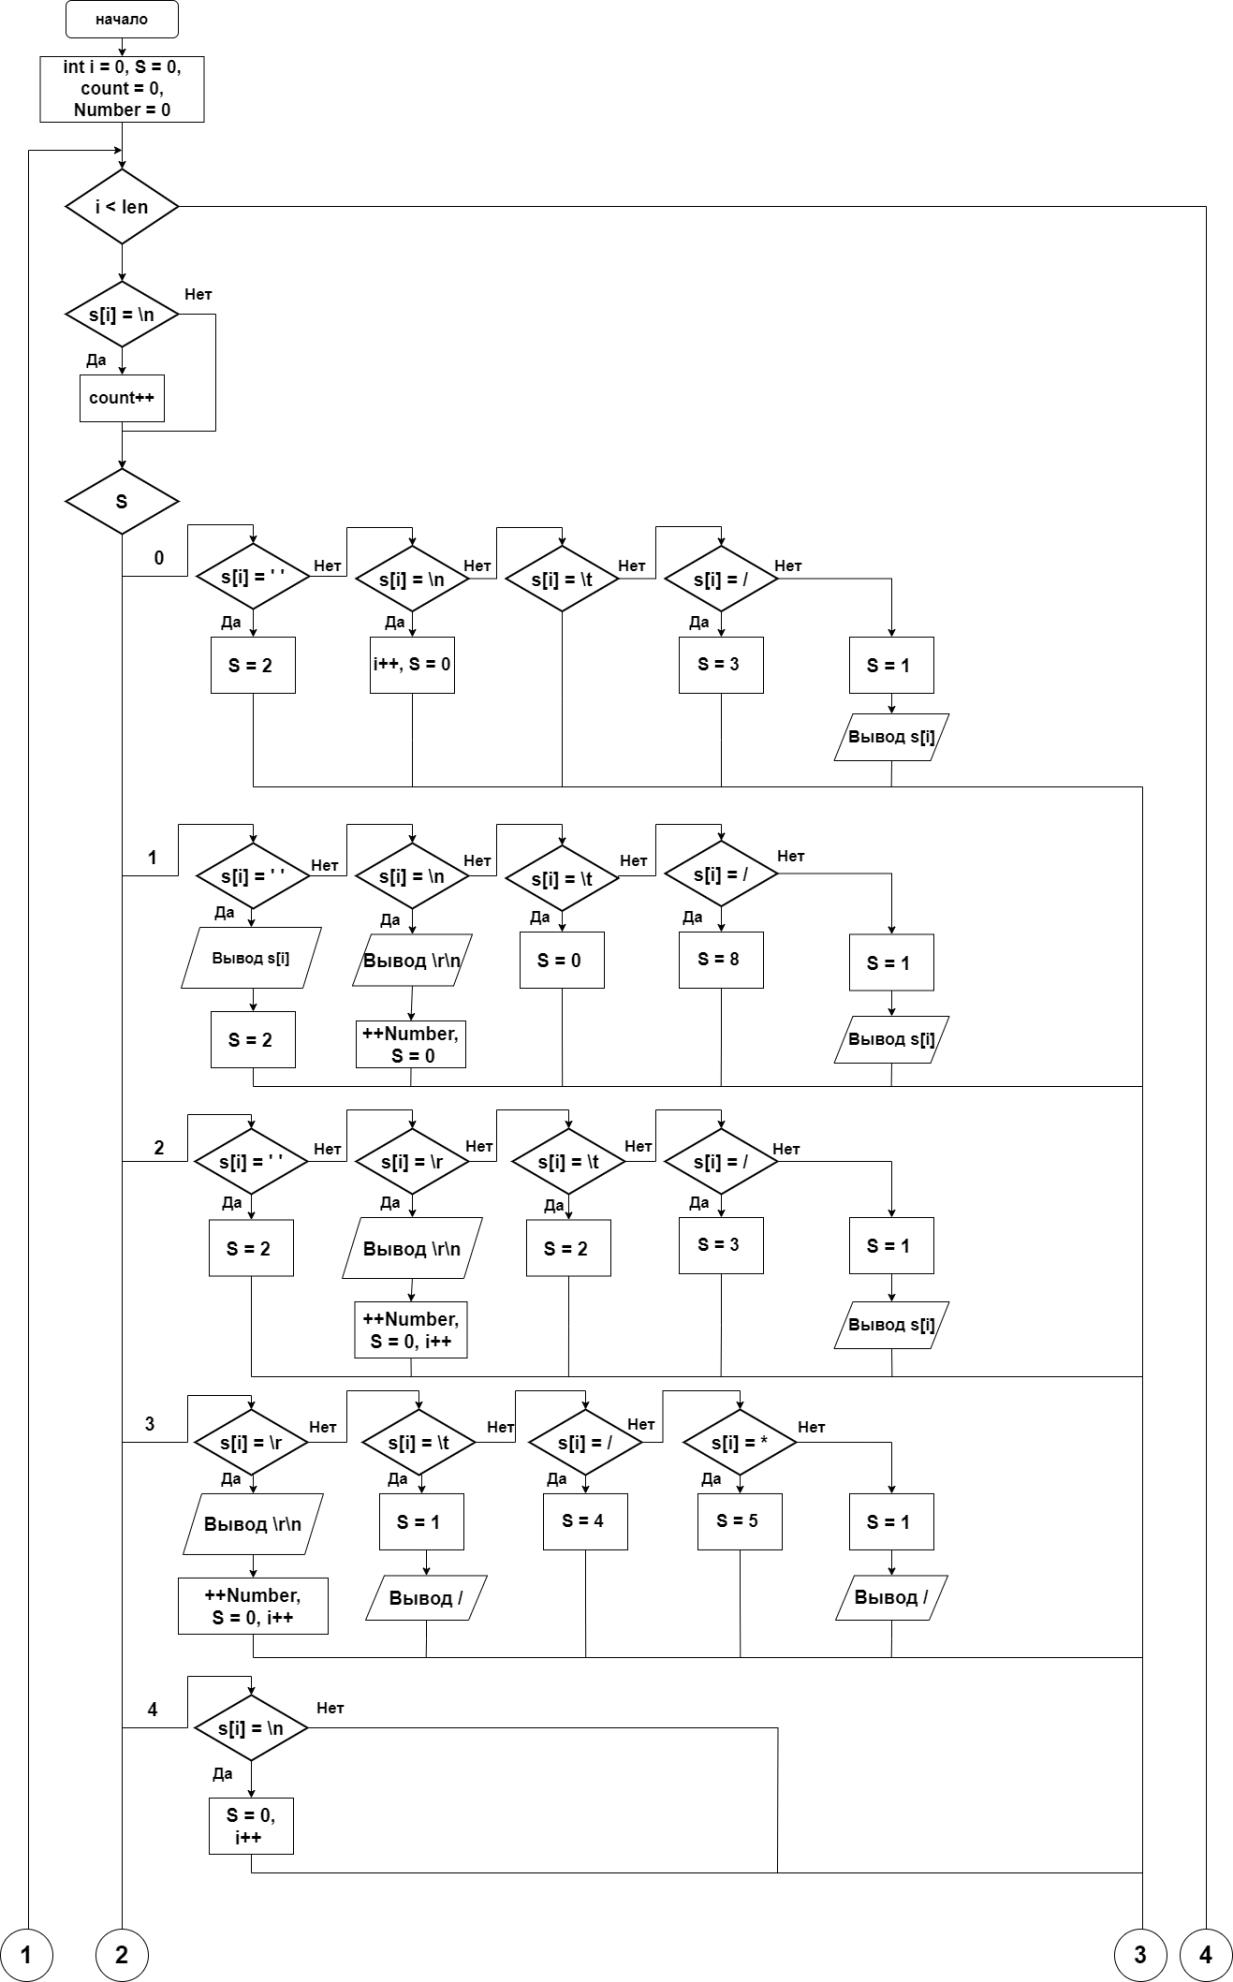 начало
int i = 0, S = 0,
count = 0,
Number = 0
i < len
Нет
s[i] = \n
Да
count++
S
0
s[i] = ' '
Нет
s[i] = \n
Нет
s[i] = \t
Нет
s[i] = /
Нет
Да
Да
Да
S = 2
i++, S = 0
S = 3
S = 1
Вывод s[i]
1
s[i] = ' '
Нет
s[i] = \n
Нет
s[i] = \t
Нет
s[i] = /
Нет
Да
Да
Да
Да
Вывод s[i]
Вывод \r\n
S = 0
S = 8
S = 1
S = 2
++Number,
S = 0
Вывод s[i]
2
s[i] = ' '
Нет
s[i] = \r
Нет
s[i] = \t
Нет
s[i] = /
Нет
Да
Да
Да
Да
S = 2
Вывод \r\n
S = 2
S = 3
S = 1
++Number,
S = 0, i++
Вывод s[i]
3
s[i] = \r
Нет
s[i] = \t
Нет
s[i] = /
Нет
s[i] = *
Нет
Да
Да
Да
Да
Вывод \r\n
S = 1
S = 4
S = 5
S = 1
++Number,
S = 0, i++
Вывод /
Вывод /
4
s[i] = \n
Нет
Да
S = 0,
i++
1
2
3
4